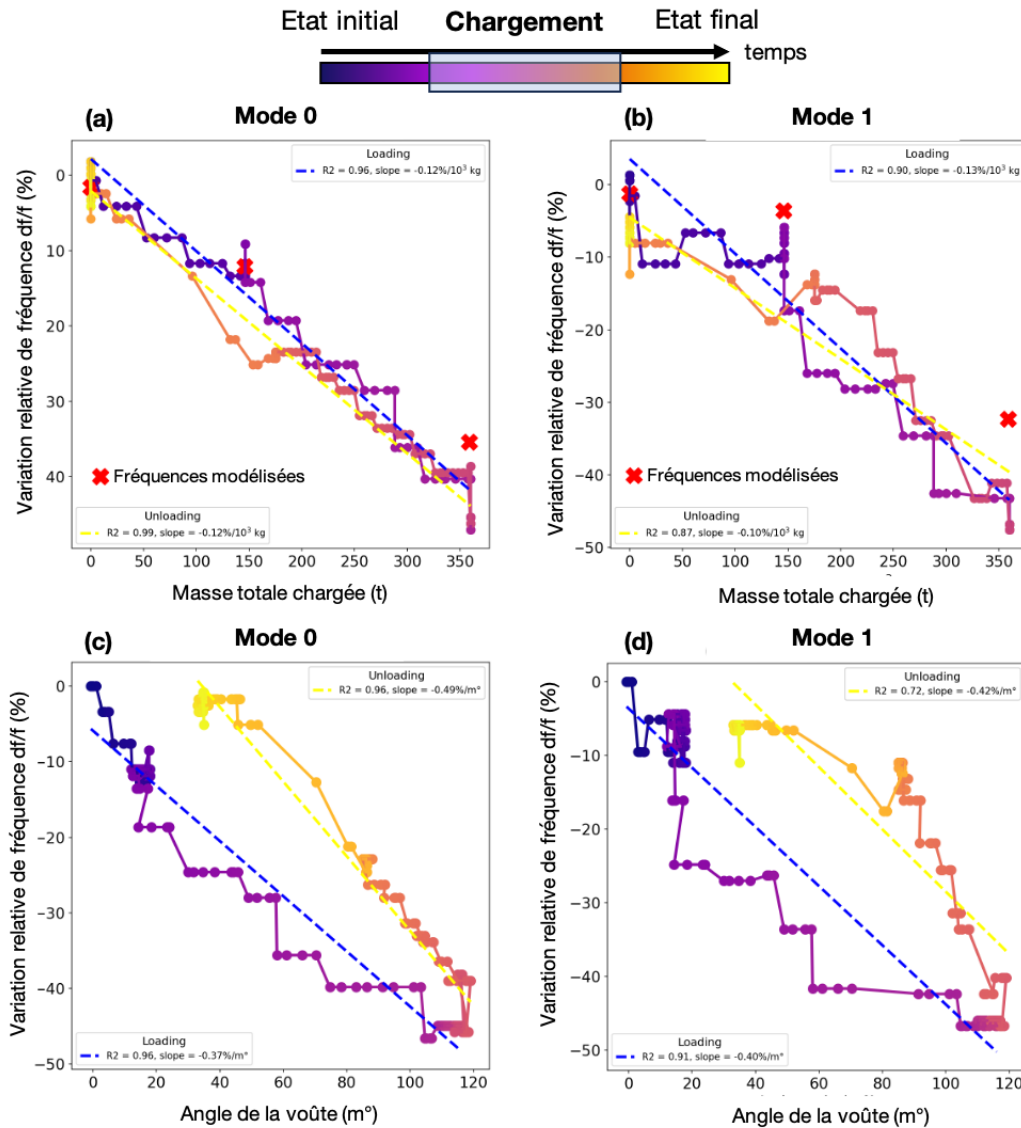 Etat initial
Chargement
Etat final
temps
(a)
Mode 0
Variation relative de fréquence df/f (%)
0
10
20
30
40
Loading
R2 = 0.96, slope = -0.12%/10³ kg
Fréquences modélisées
Unloading
R2 = 0.99, slope = -0.12%/10³ kg
0 50 100 150 200 250 300 350
Masse totale chargée (t)
(b)
Mode 1
Variation relative de fréquence df/f (%)
0
−10
−20
−30
−40
−50
Loading
R2 = 0.90, slope = -0.13%/10³ kg
Fréquences modélisées
Unloading
R2 = 0.87, slope = -0.10%/10³ kg
0 50 100 150 200 250 300 350
Masse totale chargée (t)
(c)
Mode 0
Variation relative de fréquence df/f (%)
0
−10
−20
−30
−40
−50
Unloading
R2 = 0.96, slope = -0.49%/m°
Loading
R2 = 0.96, slope = -0.37%/m°
0 20 40 60 80 100 120
Angle de la voûte (m°)
(d)
Mode 1
Variation relative de fréquence df/f (%)
0
−10
−20
−30
−40
−50
Unloading
R2 = 0.72, slope = -0.42%/m°
Loading
R2 = 0.91, slope = -0.40%/m°
0 20 40 60 80 100 120
Angle de la voûte (m°)